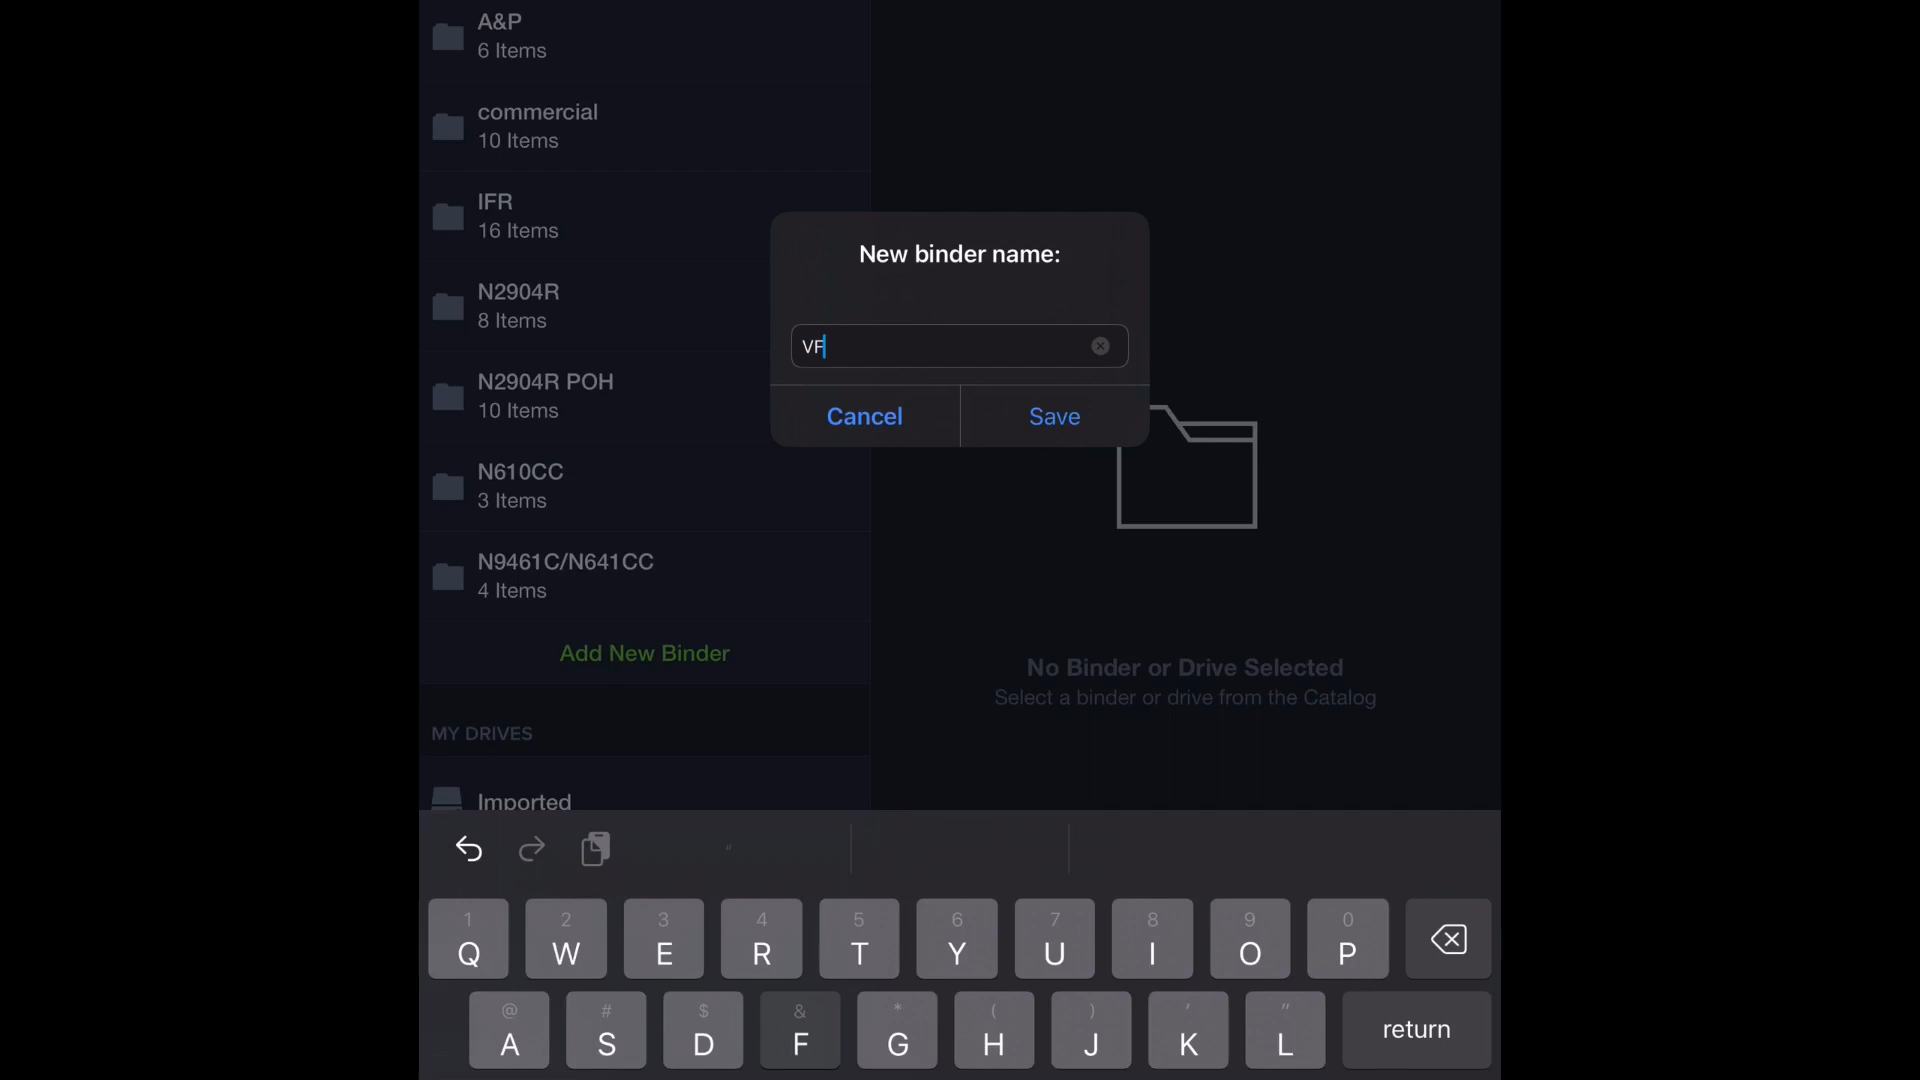 A&P
6 Items
commercial
10 Items
IFR
16 Items
N2904R
8 Items
N2904R POH
10 Items
N610CC
3 Items
N9461C/N641CC
4 Items
Add New Binder
MY DRIVES
Imported
New binder name:
VF
Cancel
Save
No Binder or Drive Selected
Select a binder or drive from the Catalog
“
1 2 3 4 5 6 7 8 9 0
Q W E R T Y U I O P
@ # $ & * ( ) ' "
A S D F G H J K L return